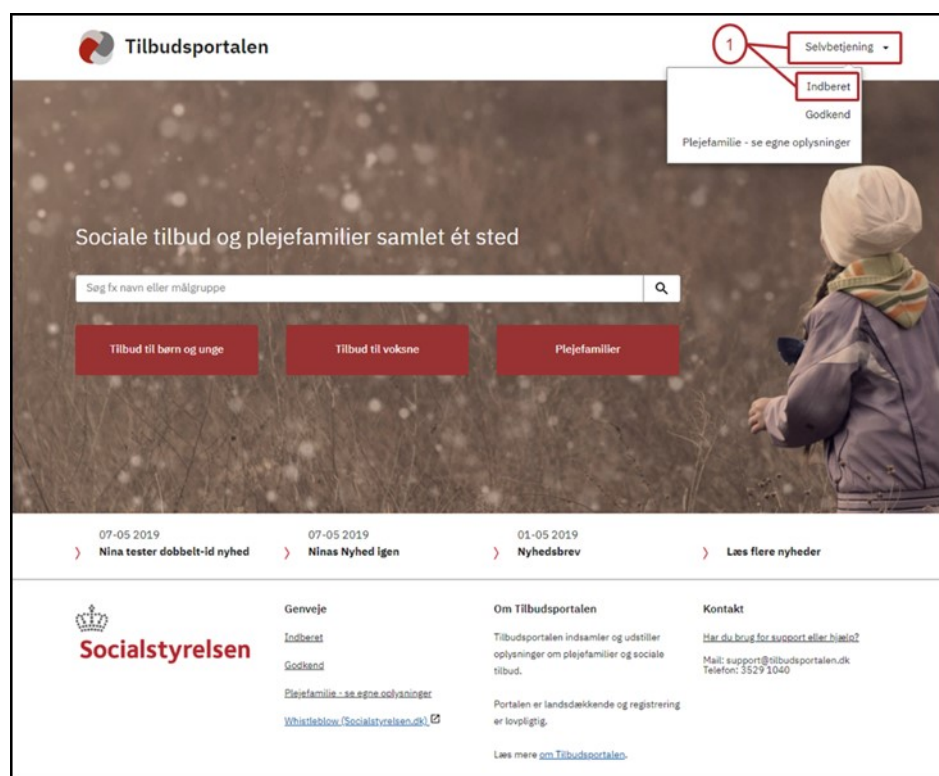 Tilbudsportalen
1
Selvbetjening
Indberet
Godkend
Plejefamilie - se egne oplysninger
Sociale tilbud og plejefamilier samlet ét sted
Søg fx navn eller målgruppe
Tilbud til børn og unge
Tilbud til voksne
Plejefamilier
07-05 2019
Nina tester dobbelt-id nyhed
07-05 2019
Ninas Nyhed igen
01-05 2019
Nyhedsbrev
Læs flere nyheder
Socialstyrelsen
Genveje
Indberet
Godkend
Plejefamilie - se egne oplysninger
Whistleblow (Socialstyrelsen.dk)
Om Tilbudsportalen
Tilbudsportalen indsamler og udstiller
oplysninger om plejefamilier og sociale
tilbud.
Portalen er landsdækkende og registrering
er lovpligtig.
Læs mere om Tilbudsportalen.
Kontakt
Har du brug for support eller hjælp?
Mail: support@tilbudsportalen.dk
Telefon: 3529 1040